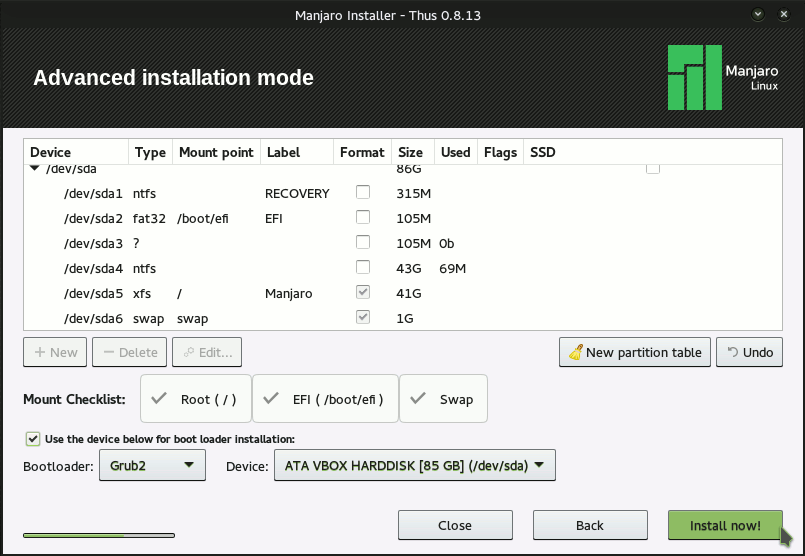 Manjaro Installer - Thus 0.8.13
Advanced installation mode
Manjaro
Linux
Device Type Mount point Label Format Size Used Flags SSD
/dev/sda 86G
/dev/sda1 ntfs RECOVERY 315M
/dev/sda2 fat32 /boot/efi EFI 105M
/dev/sda3 ? 105M 0b
/dev/sda4 ntfs 43G 69M
/dev/sda5 xfs / Manjaro 41G
/dev/sda6 swap swap 1G
New Delete Edit... New partition table Undo
Mount Checklist: Root ( / ) EFI ( /boot/efi ) Swap
Use the device below for boot loader installation:
Bootloader: Grub2 Device: ATA VBOX HARDDISK [85 GB] (/dev/sda)
Close Back Install now!